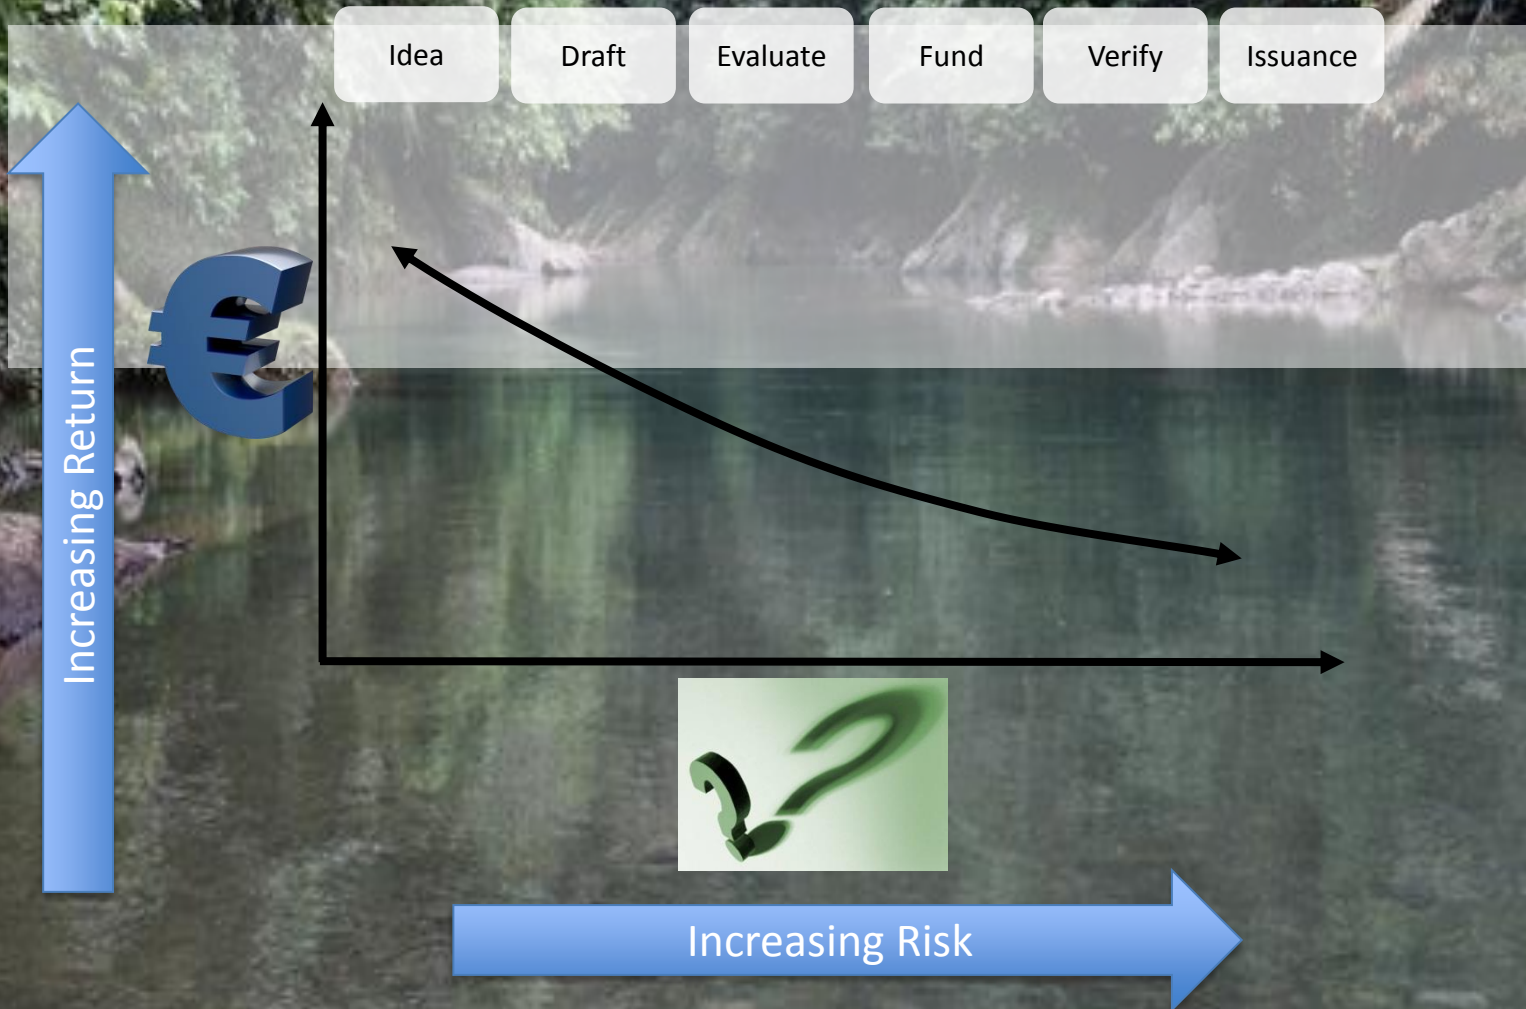 Idea
Draft
Evaluate
Fund
Verify
Issuance
€
Increasing Return
?
Increasing Risk